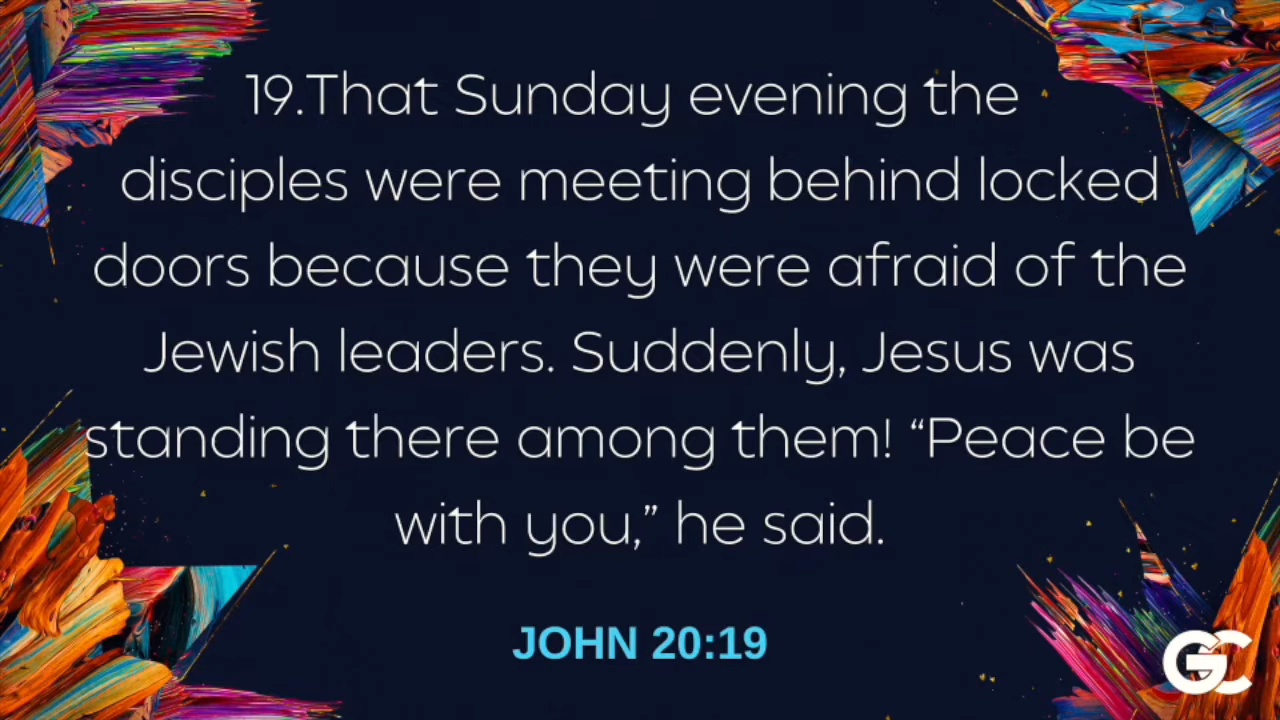 19.That Sunday evening the
disciples were meeting behind locked
doors because they were afraid of the
Jewish leaders. Suddenly, Jesus was
standing there among them! “Peace be
with you,” he said.
JOHN 20:19
GC